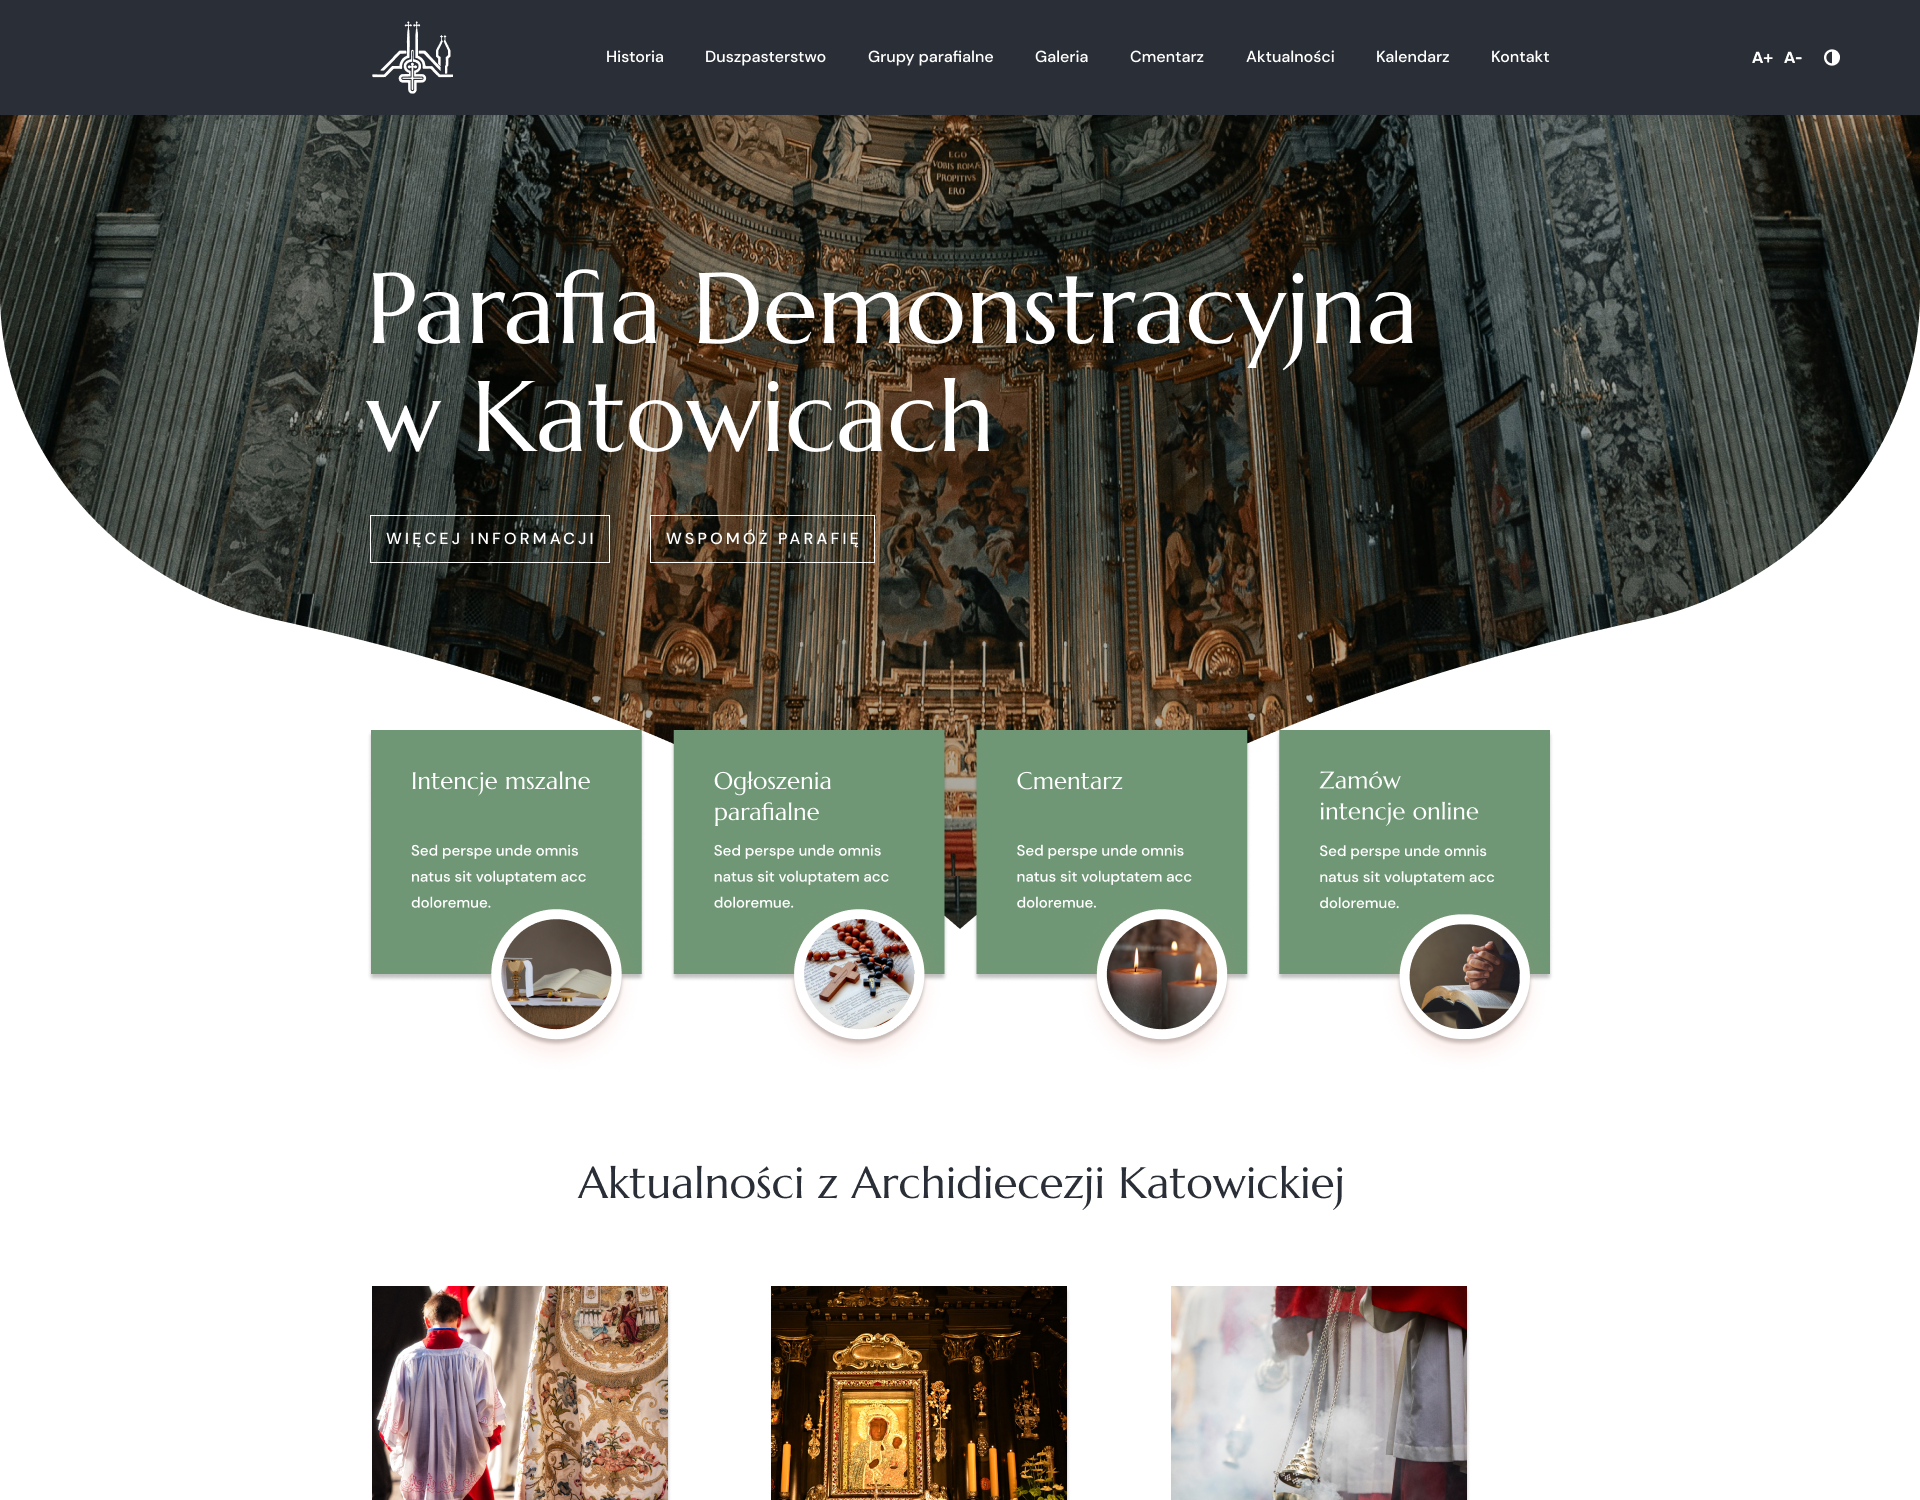 Historia Duszpasterstwo Grupy parafialne Galeria Cmentarz Aktualności Kalendarz Kontakt A+ A-
EGO
VOBIS ROMA
PROPITIVS
ERO
Parafia Demonstracyjna
w Katowicach
WIĘCEJ INFORMACJI
WSPOMÓŻ PARAFIĘ
Intencje mszalne
Sed perspe unde omnis
natus sit voluptatem acc
doloremue.
Ogłoszenia
parafialne
Sed perspe unde omnis
natus sit voluptatem acc
doloremue.
Cmentarz
Sed perspe unde omnis
natus sit voluptatem acc
doloremue.
Zamów
intencje online
Sed perspe unde omnis
natus sit voluptatem acc
doloremue.
Aktualności z Archidiecezji Katowickiej